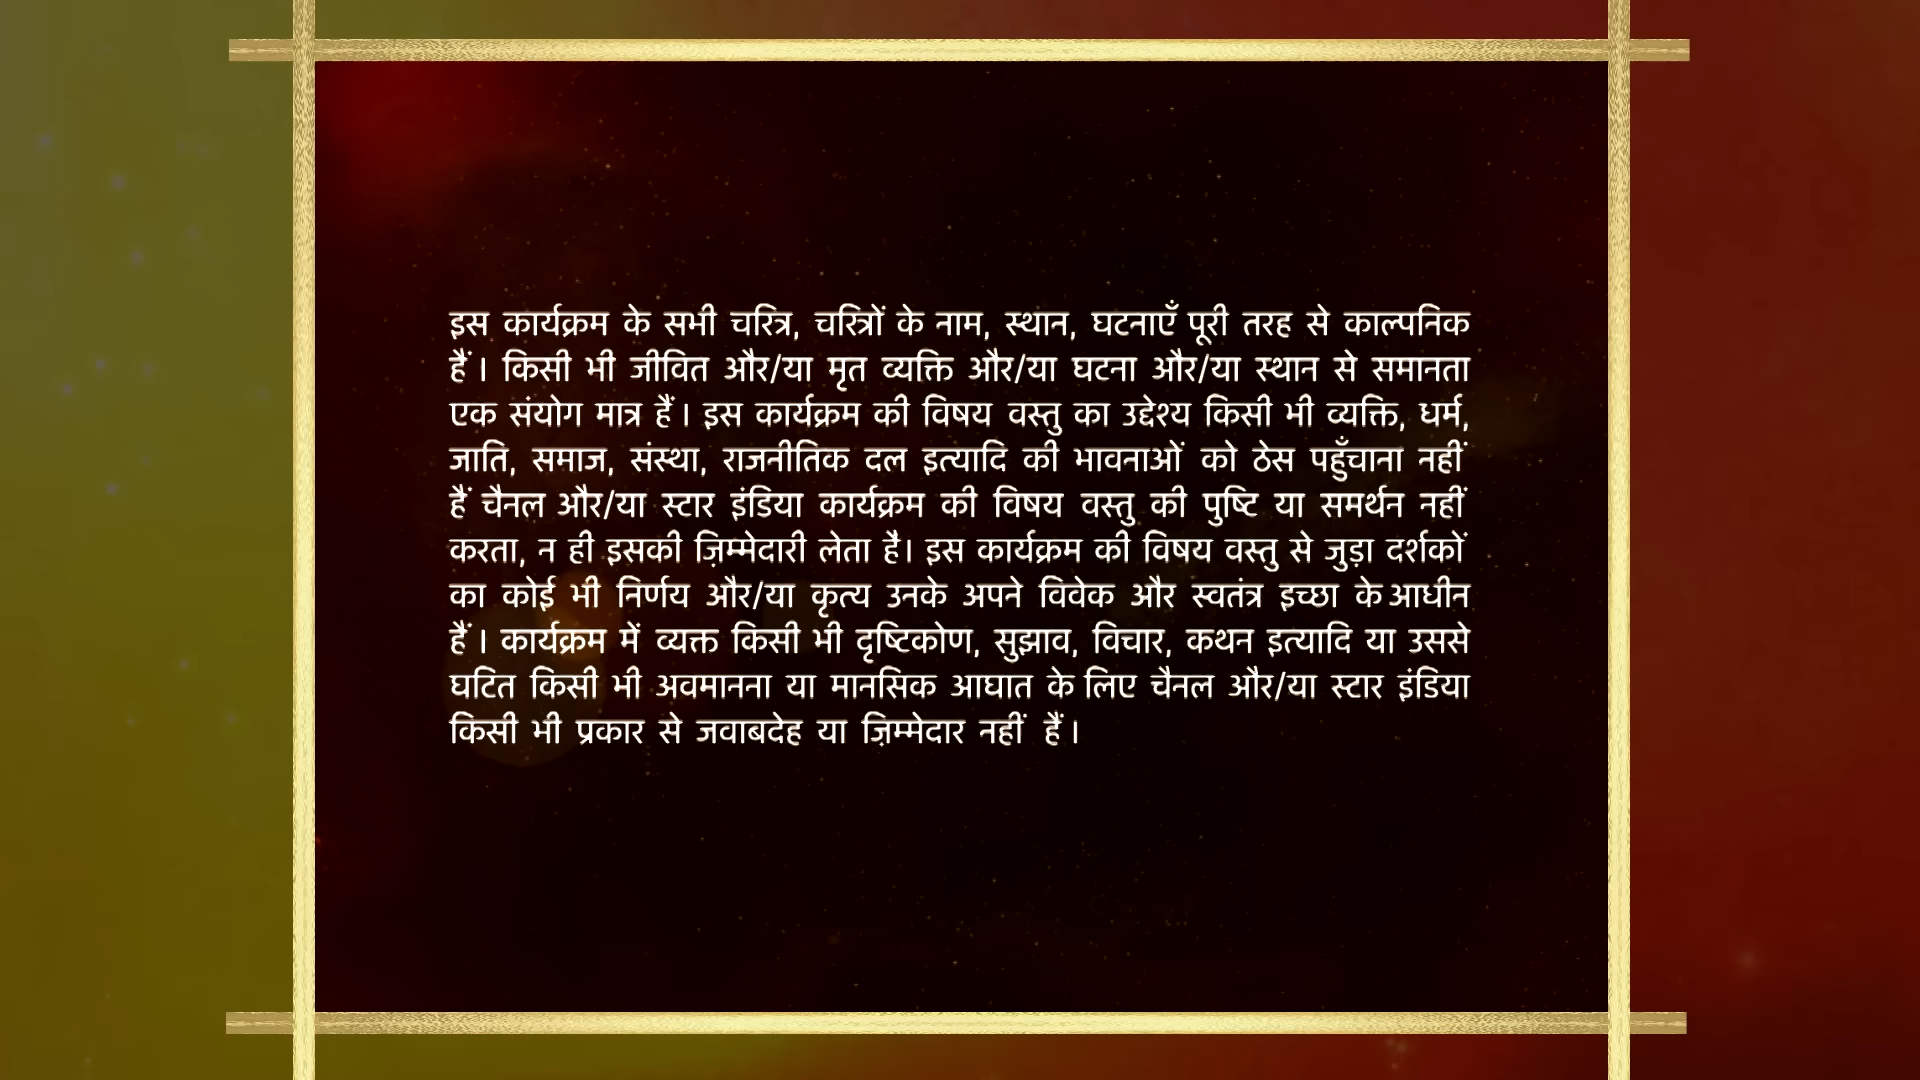 इस कार्यक्रम के सभी चरित्र, चरित्रों के नाम, स्थान, घटनाएँ पूरी तरह से काल्पनिक
हैं। किसी भी जीवित और/या मृत व्यक्ति और/या घटना और/या स्थान से समानता
एक संयोग मात्र हैं। इस कार्यक्रम की विषय वस्तु का उद्देश्य किसी भी व्यक्ति, धर्म,
जाति, समाज, संस्था, राजनीतिक दल इत्यादि की भावनाओं को ठेस पहुँचाना नहीं
हैं चैनल और/या स्टार इंडिया कार्यक्रम की विषय वस्तु की पुष्टि या समर्थन नहीं
करता, न ही इसकी ज़िम्मेदारी लेता है। इस कार्यक्रम की विषय वस्तु से जुड़ा दर्शकों
का कोई भी निर्णय और/या कृत्य उनके अपने विवेक और स्वतंत्र इच्छा के आधीन
हैं। कार्यक्रम में व्यक्त किसी भी दृष्टिकोण, सुझाव, विचार, कथन इत्यादि या उससे
घटित किसी भी अवमानना या मानसिक आघात के लिए चैनल और/या स्टार इंडिया
किसी भी प्रकार से जवाबदेह या ज़िम्मेदार नहीं हैं।